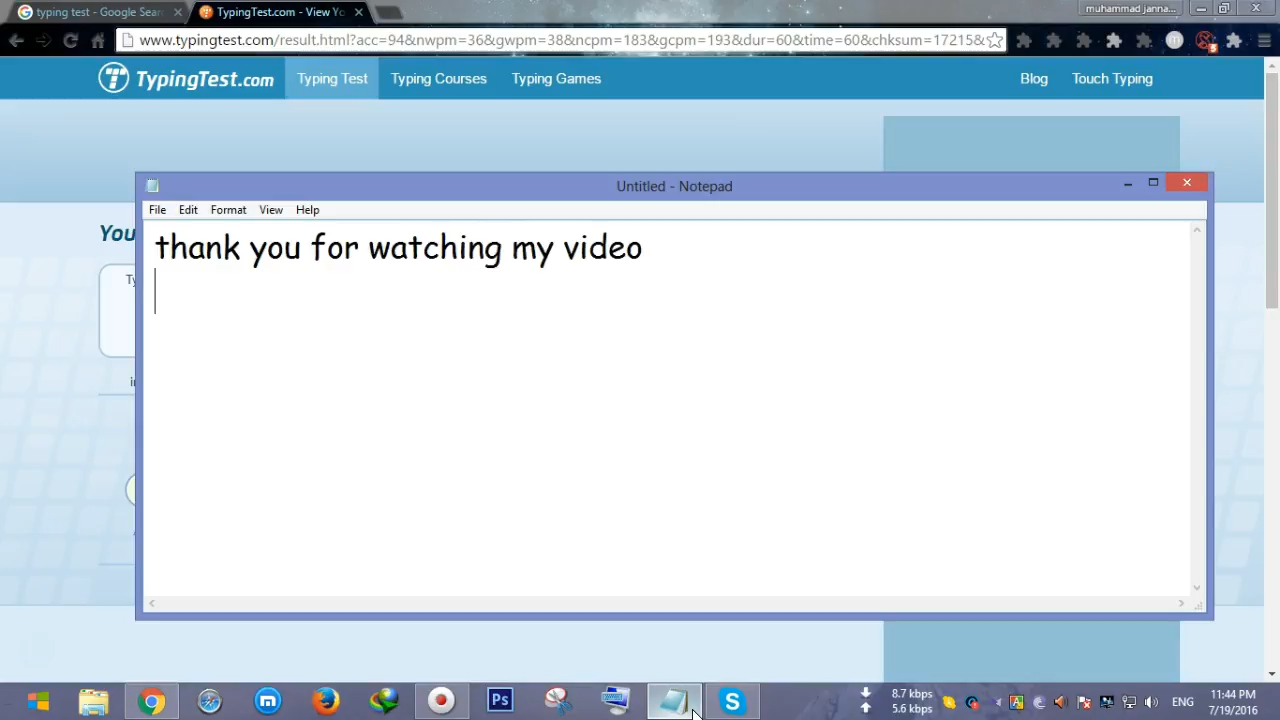 typing test - Google Sear
TypingTest.com - View Yo
muhammad janna...
www.typingtest.com/result.html?acc=94&nwpm=36&gwpm=38&ncpm=183&gcpm=193&dur=60&time=60&chksum=17215&
TypingTest.com
Typing Test
Typing Courses
Typing Games
Blog
Touch Typing
You
Untitled - Notepad
File
Edit
Format
View
Help
thank you for watching my video
Ps
8.7 kbps
5.6 kbps
ENG
11:44 PM
7/19/2016